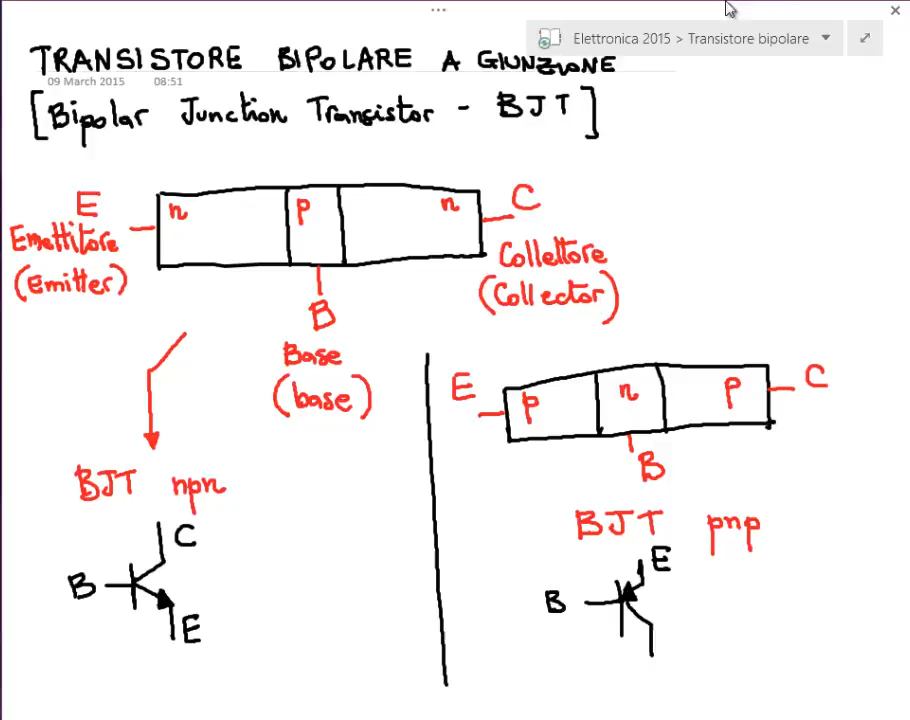 Elettronica 2015 > Transistore bipolare
TRANSISTORE BIPOLARE A GIUNZIONE
09 March 2015 08:51
[Bipolar Junction Transistor - BJT]
E
Emettitore
(Emitter)
n p n
C
Collettore
(Collector)
B
Base
(base)
BJT npn
C
B
E
E
p n p
C
B
BJT pnp
E
B